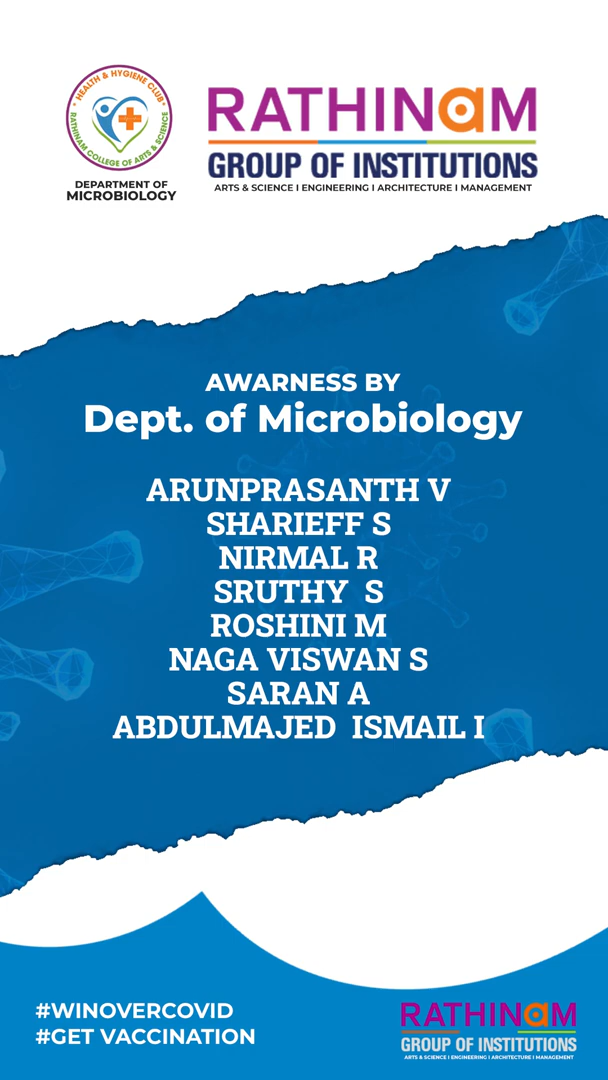 HEALTH & HYGIENE CLUB
RATHINAM COLLEGE OF ARTS & SCIENCE
DEPARTMENT OF
MICROBIOLOGY
RATHINAM
GROUP OF INSTITUTIONS
ARTS & SCIENCE I ENGINEERING I ARCHITECTURE I MANAGEMENT
AWARNESS BY
Dept. of Microbiology
ARUNPRASANTH V
SHARIEFF S
NIRMAL R
SRUTHY S
ROSHINI M
NAGA VISWAN S
SARAN A
ABDULMAJED ISMAIL I
#WINOVERCOVID
#GET VACCINATION
RATHINAM
GROUP OF INSTITUTIONS
ARTS & SCIENCE I ENGINEERING I ARCHITECTURE I MANAGEMENT